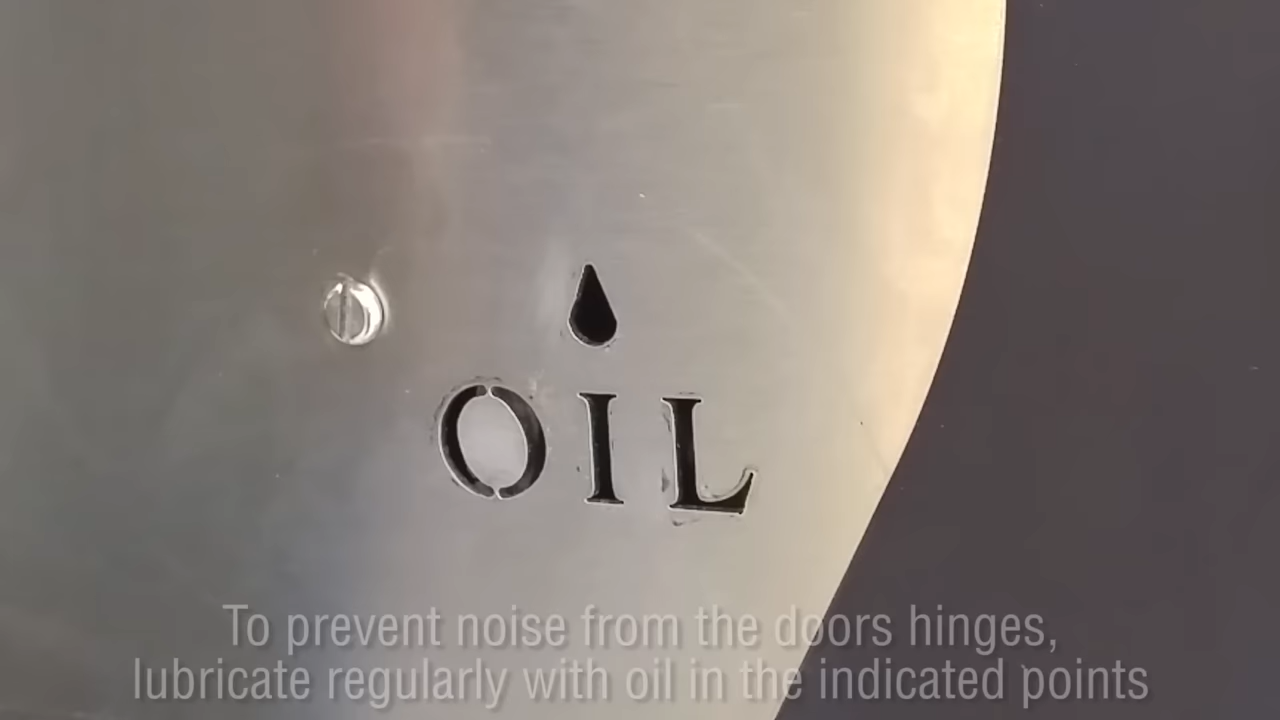 OIL
To prevent noise from the doors hinges,
lubricate regularly with oil in the indicated points